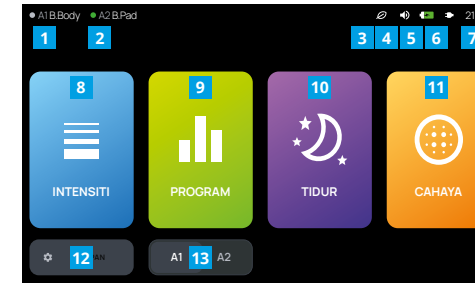 A1 B.Body A2 B.Pad 21
1 2 3 4 5 6 7
8 9 10 11
INTENSITI PROGRAM TIDUR CAHAYA
12 A1 13 A2